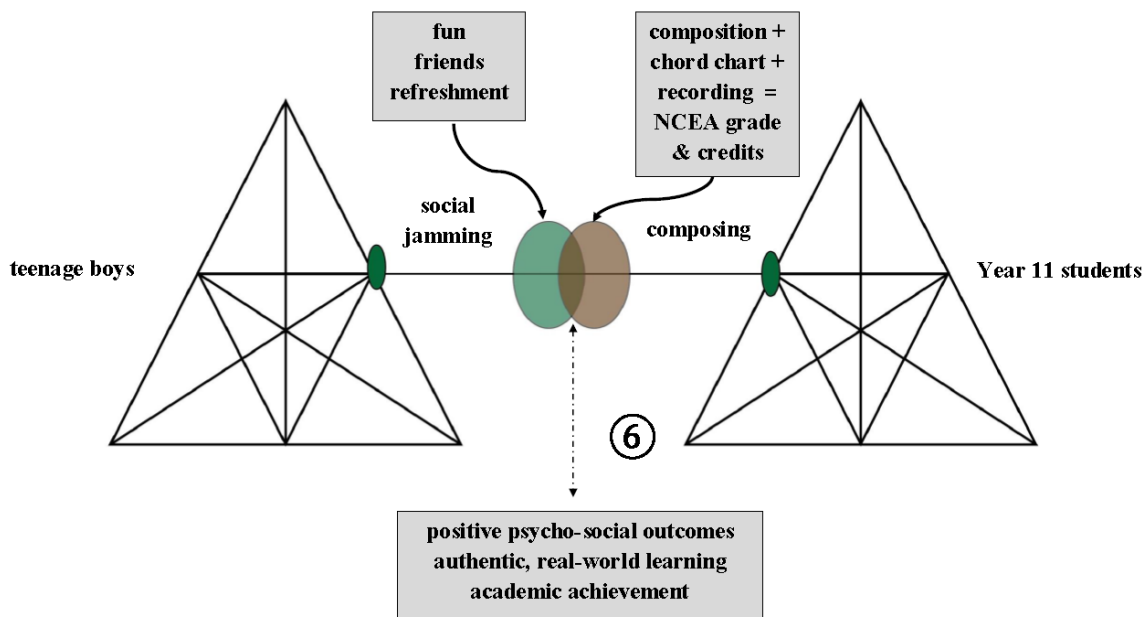 fun
friends
refreshment
composition +
chord chart +
recording =
NCEA grade
& credits
social
jamming
composing
teenage boys
Year 11 students
6
positive psycho-social outcomes
authentic, real-world learning
academic achievement